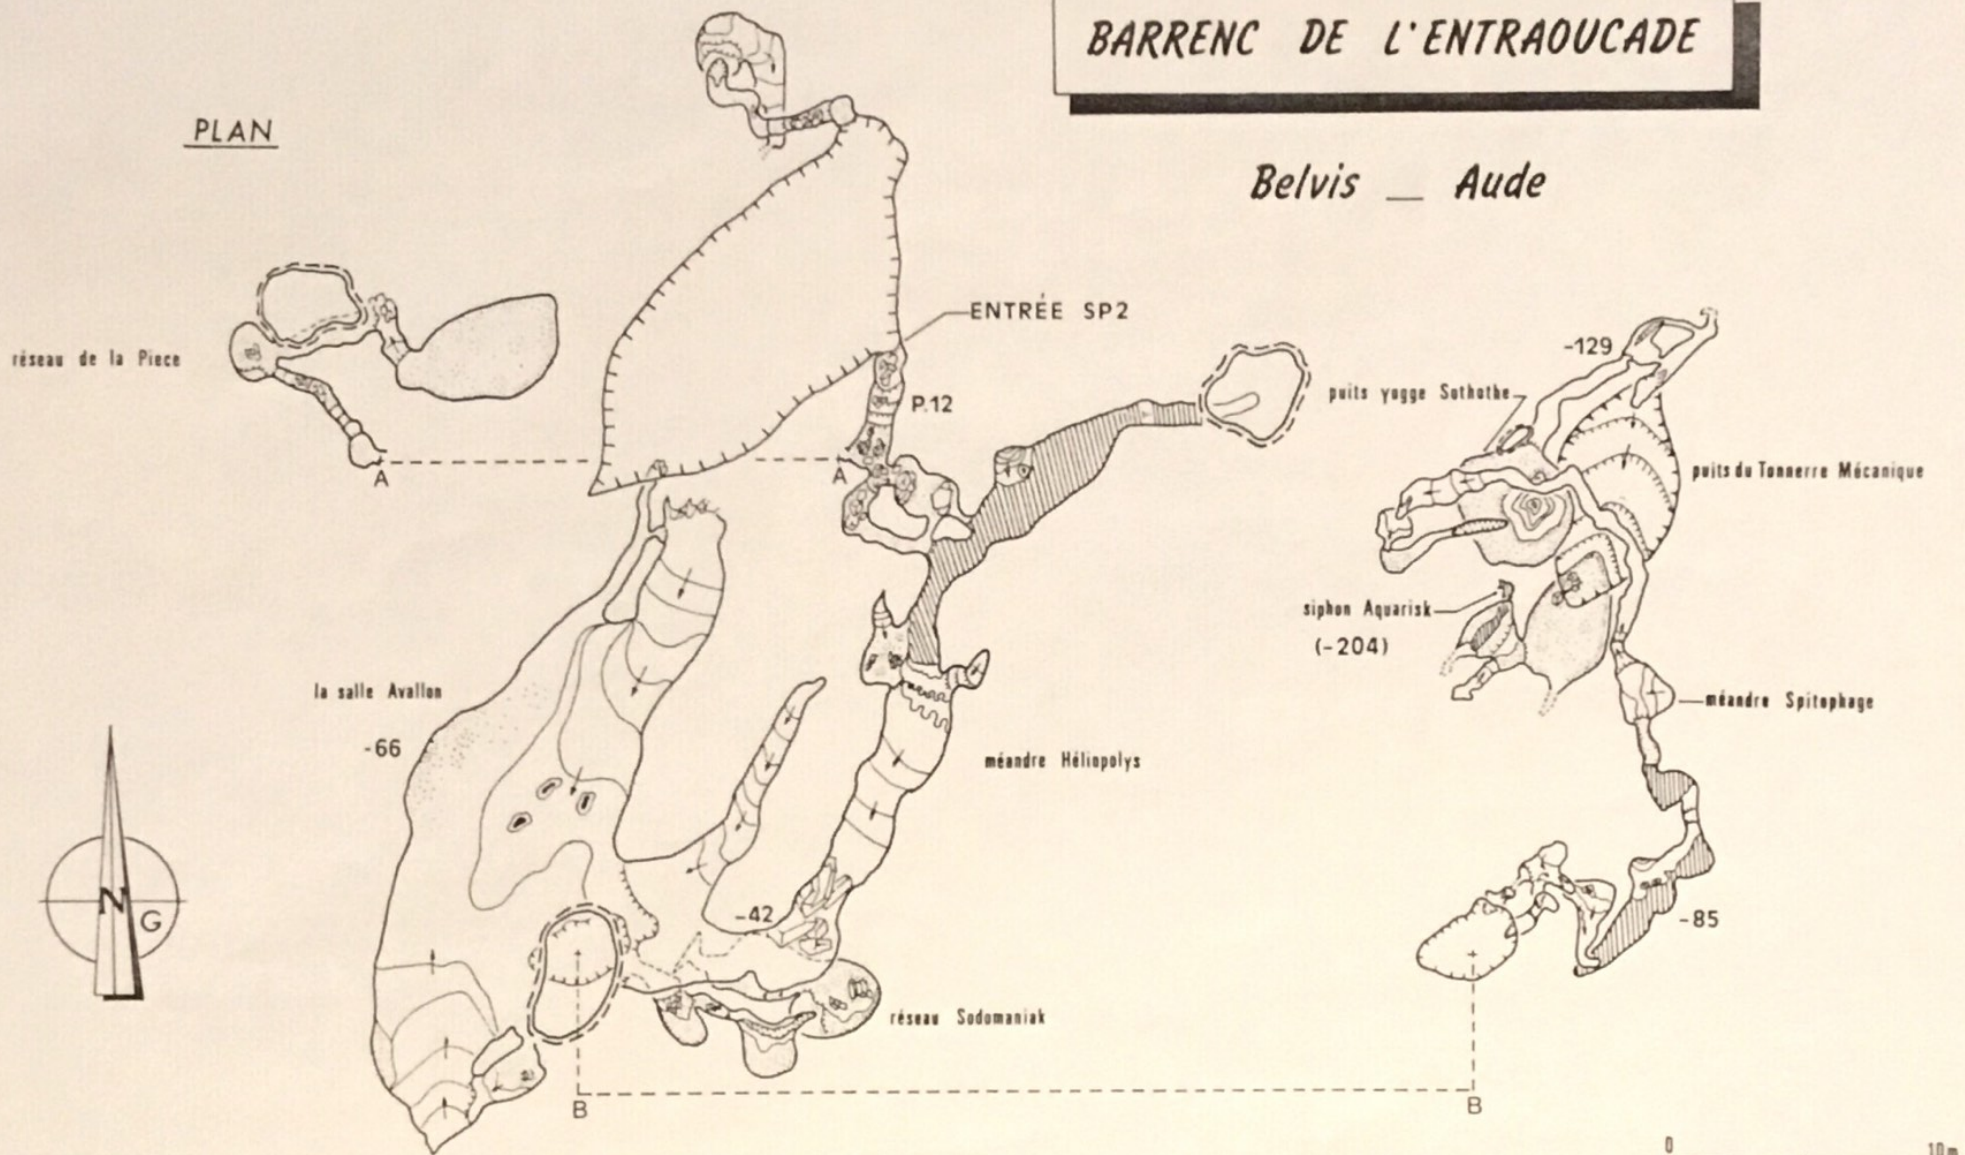 BARRENC DE L'ENTRAOUCADE
PLAN
Belvis _ Aude
ENTRÉE SP2
-129
réseau de la Piece
puits yogge Suthothe
P.12
A
A
puits du Tonnerre Mécanique
siphon Aquarisk
(-204)
la salle Avallon
-66
méandre Spitophage
méandre Héliopolys
N
G
-42
-85
réseau Sodomaniak
B
B
0
10m